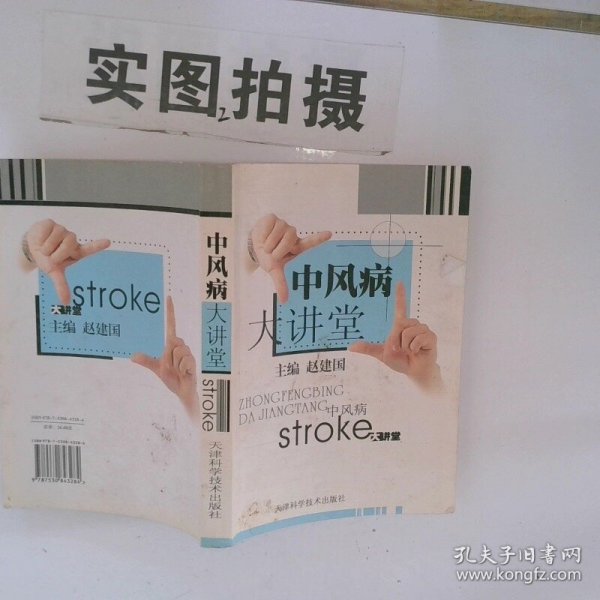 实图拍摄
2
stroke
大讲堂
主编 赵建国
9787530843284
中风病
大讲堂
stroke
天津科学技术出版社
中风病
大讲堂
主编 赵建国
ZHONGFENGBING
DA JIANGTANG 中风病
stroke 大讲堂
天津科学技术出版社
孔夫子旧书网
www.kongfz.com